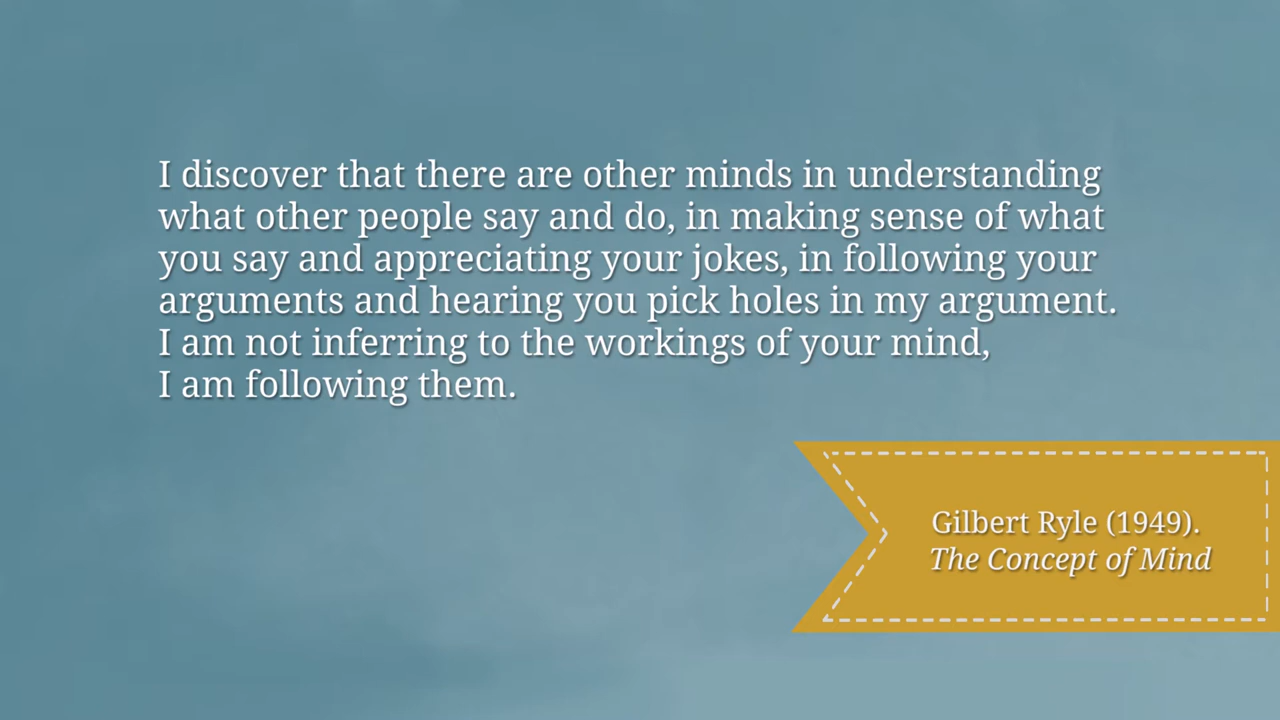 I discover that there are other minds in understanding
what other people say and do, in making sense of what
you say and appreciating your jokes, in following your
arguments and hearing you pick holes in my argument.
I am not inferring to the workings of your mind,
I am following them.
Gilbert Ryle (1949).
The Concept of Mind